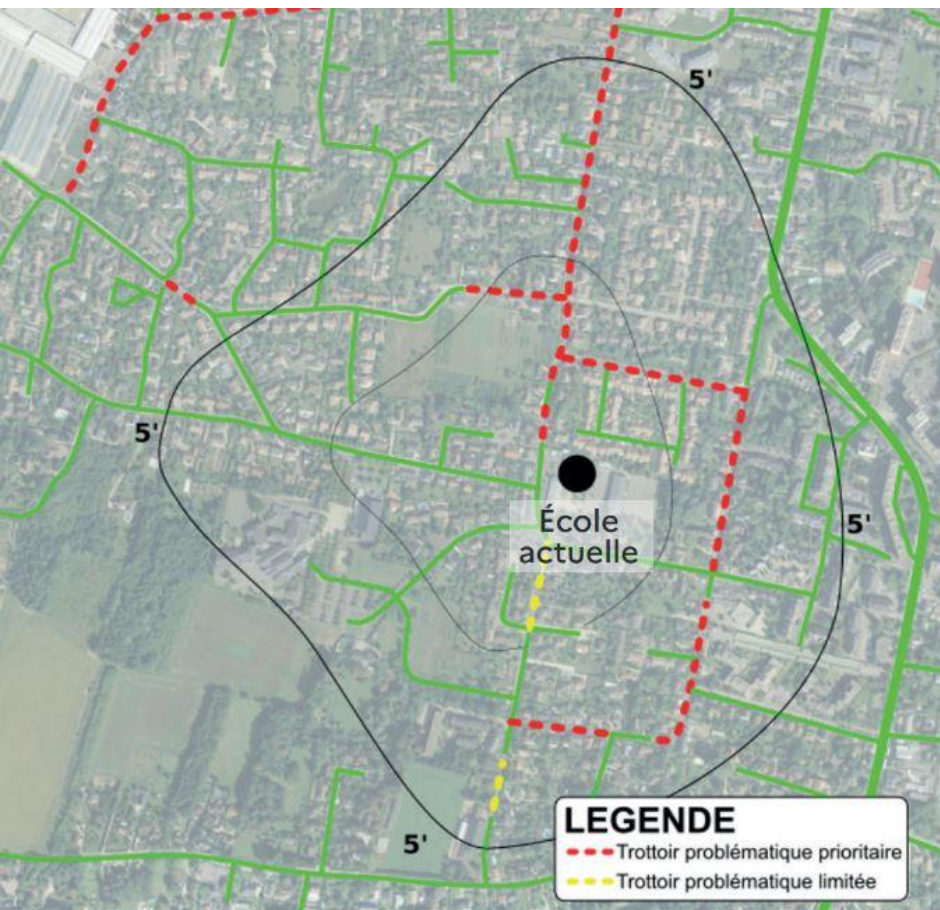 5'
5'
École
actuelle
5'
5'
LEGENDE
Trottoir problématique prioritaire
Trottoir problématique limitée